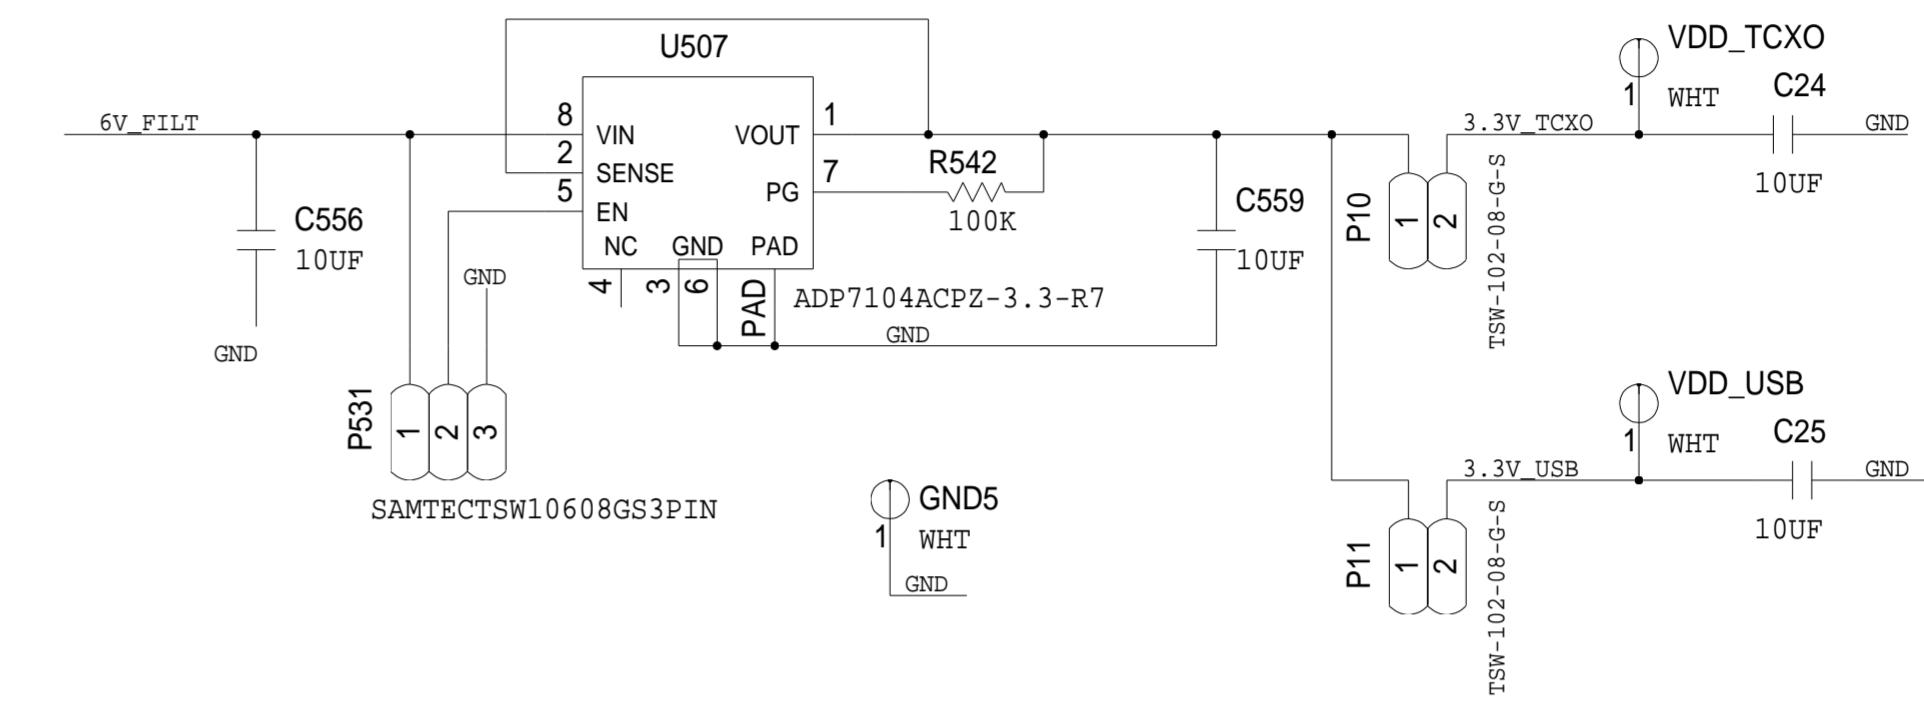 U507
VDD_TCXO
C24
1
WHT
6V_FILT
8
VIN
VOUT
1
3.3V_TCXO
GND
2
SENSE
R542
7
PG
10UF
5
EN
100K
C556
10UF
NC
GND
PAD
C559
10UF
P10
1
2
TSW-102-08-G-S
GND
4
3
6
PAD
ADP7104ACPZ-3.3-R7
GND
GND
P531
1
2
3
SAMTECTSW10608GS3PIN
GND5
1
WHT
GND
VDD_USB
C25
1
WHT
3.3V_USB
GND
10UF
P11
1
2
TSW-102-08-G-S